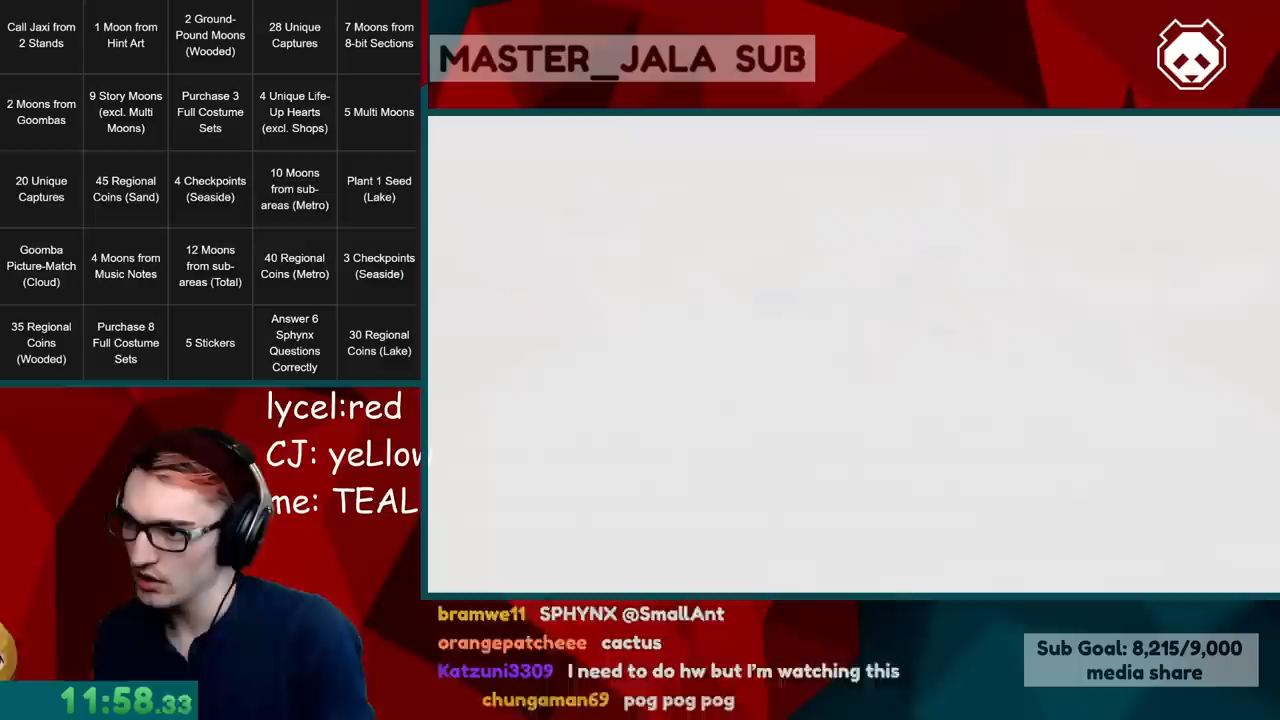 Call Jaxi from
2 Stands
1 Moon from
Hint Art
2 Ground-
Pound Moons
(Wooded)
28 Unique
Captures
7 Moons from
8-bit Sections
2 Moons from
Goombas
9 Story Moons
(excl. Multi
Moons)
Purchase 3
Full Costume
Sets
4 Unique Life-
Up Hearts
(excl. Shops)
5 Multi Moons
20 Unique
Captures
45 Regional
Coins (Sand)
4 Checkpoints
(Seaside)
10 Moons
from sub-
areas (Metro)
Plant 1 Seed
(Lake)
Goomba
Picture-Match
(Cloud)
4 Moons from
Music Notes
12 Moons
from sub-
areas (Total)
40 Regional
Coins (Metro)
3 Checkpoints
(Seaside)
35 Regional
Coins
(Wooded)
Purchase 8
Full Costume
Sets
5 Stickers
Answer 6
Sphynx
Questions
Correctly
30 Regional
Coins (Lake)
MASTER_JALA SUB
lycel:red
CJ: yeLlow
me: TEAL
11:58.33
bramwe11 SPHYNX @SmallAnt
orangepatcheee cactus
Katzuni3309 I need to do hw but I'm watching this
chungaman69 pog pog pog
Sub Goal: 8,215/9,000
media share